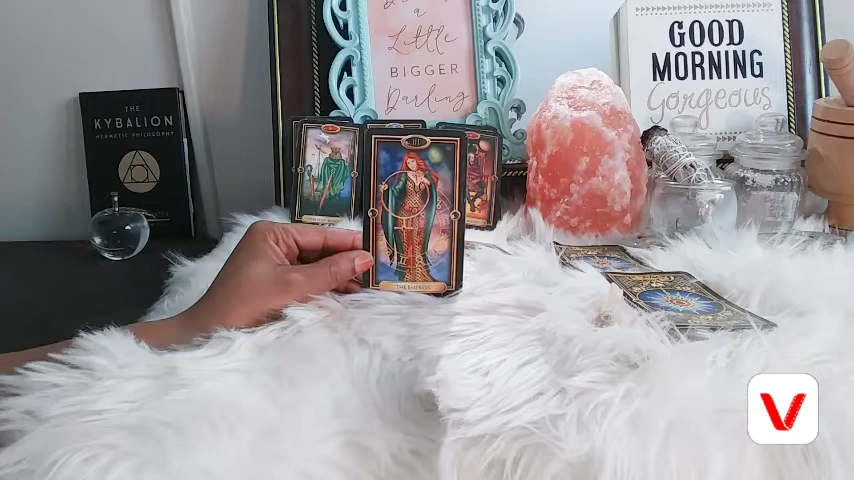 a
Little
BIGGER
Darling
GOOD
MORNING
Gorgeous
THE
KYBALION
HERMETIC PHILOSOPHY
III
THE EMPRESS
V